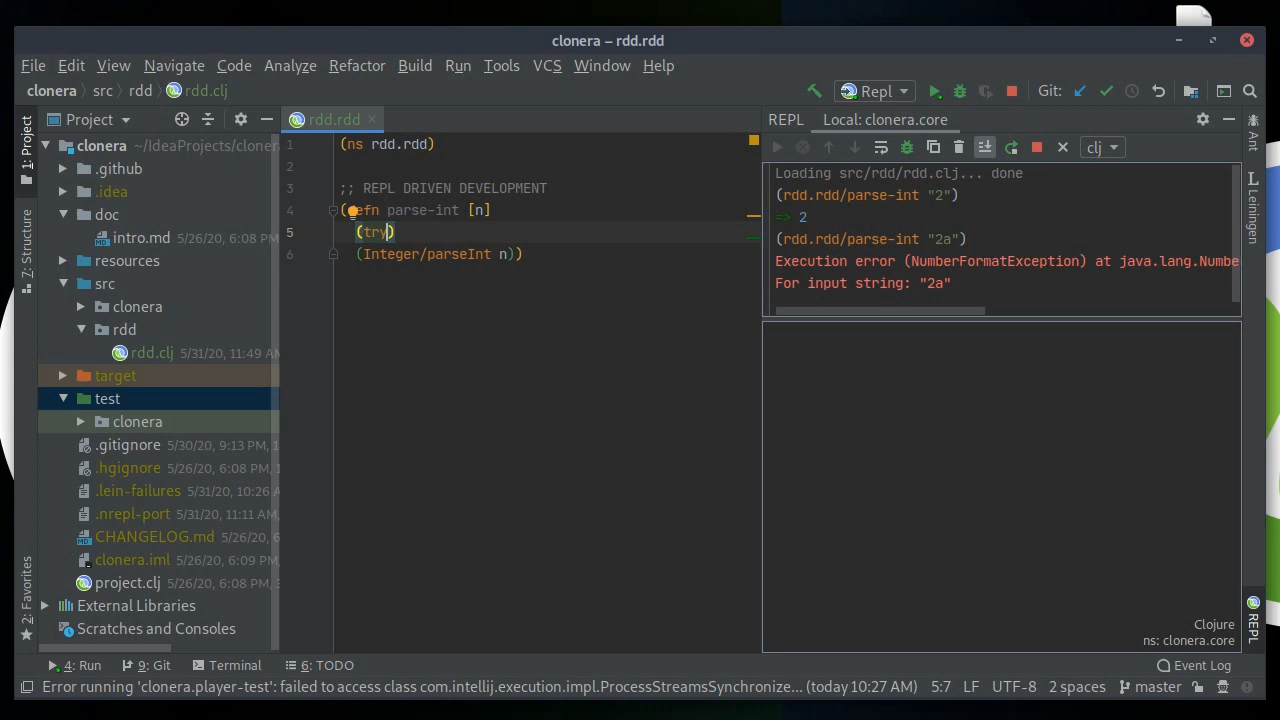 clonera – rdd.rdd
File Edit View Navigate Code Analyze Refactor Build Run Tools VCS Window Help
clonera src rdd rdd.clj Repl Git:
1: Project
7: Structure
2: Favorites
Project
clonera ~/IdeaProjects/cloner
.github
.idea
doc
intro.md 5/26/20, 6:08 PM,
resources
src
clonera
rdd
rdd.clj 5/31/20, 11:49 AM
target
test
clonera
.gitignore 5/30/20, 9:13 PM, 1
.hgignore 5/26/20, 6:08 PM, 1
.lein-failures 5/31/20, 10:26 A
.nrepl-port 5/31/20, 11:11 AM,
CHANGELOG.md 5/26/20, 6
clonera.iml 5/26/20, 6:09 PM,
project.clj 5/26/20, 6:08 PM, 3
External Libraries
Scratches and Consoles
rdd.rdd
1 (ns rdd.rdd)
2
3 ;; REPL DRIVEN DEVELOPMENT
4 ( efn parse-int [n]
5 (try)
6 (Integer/parseInt n))
REPL Local: clonera.core
clj
Loading src/rdd/rdd.clj... done
(rdd.rdd/parse-int "2")
=> 2
(rdd.rdd/parse-int "2a")
Execution error (NumberFormatException) at java.lang.Numbe
For input string: "2a"
Clojure
ns: clonera.core
Ant
Leiningen
REPL
4: Run 9: Git Terminal 6: TODO Event Log
Error running 'clonera.player-test': failed to access class com.intellij.execution.impl.ProcessStreamsSynchronize... (today 10:27 AM) 5:7 LF UTF-8 2 spaces master